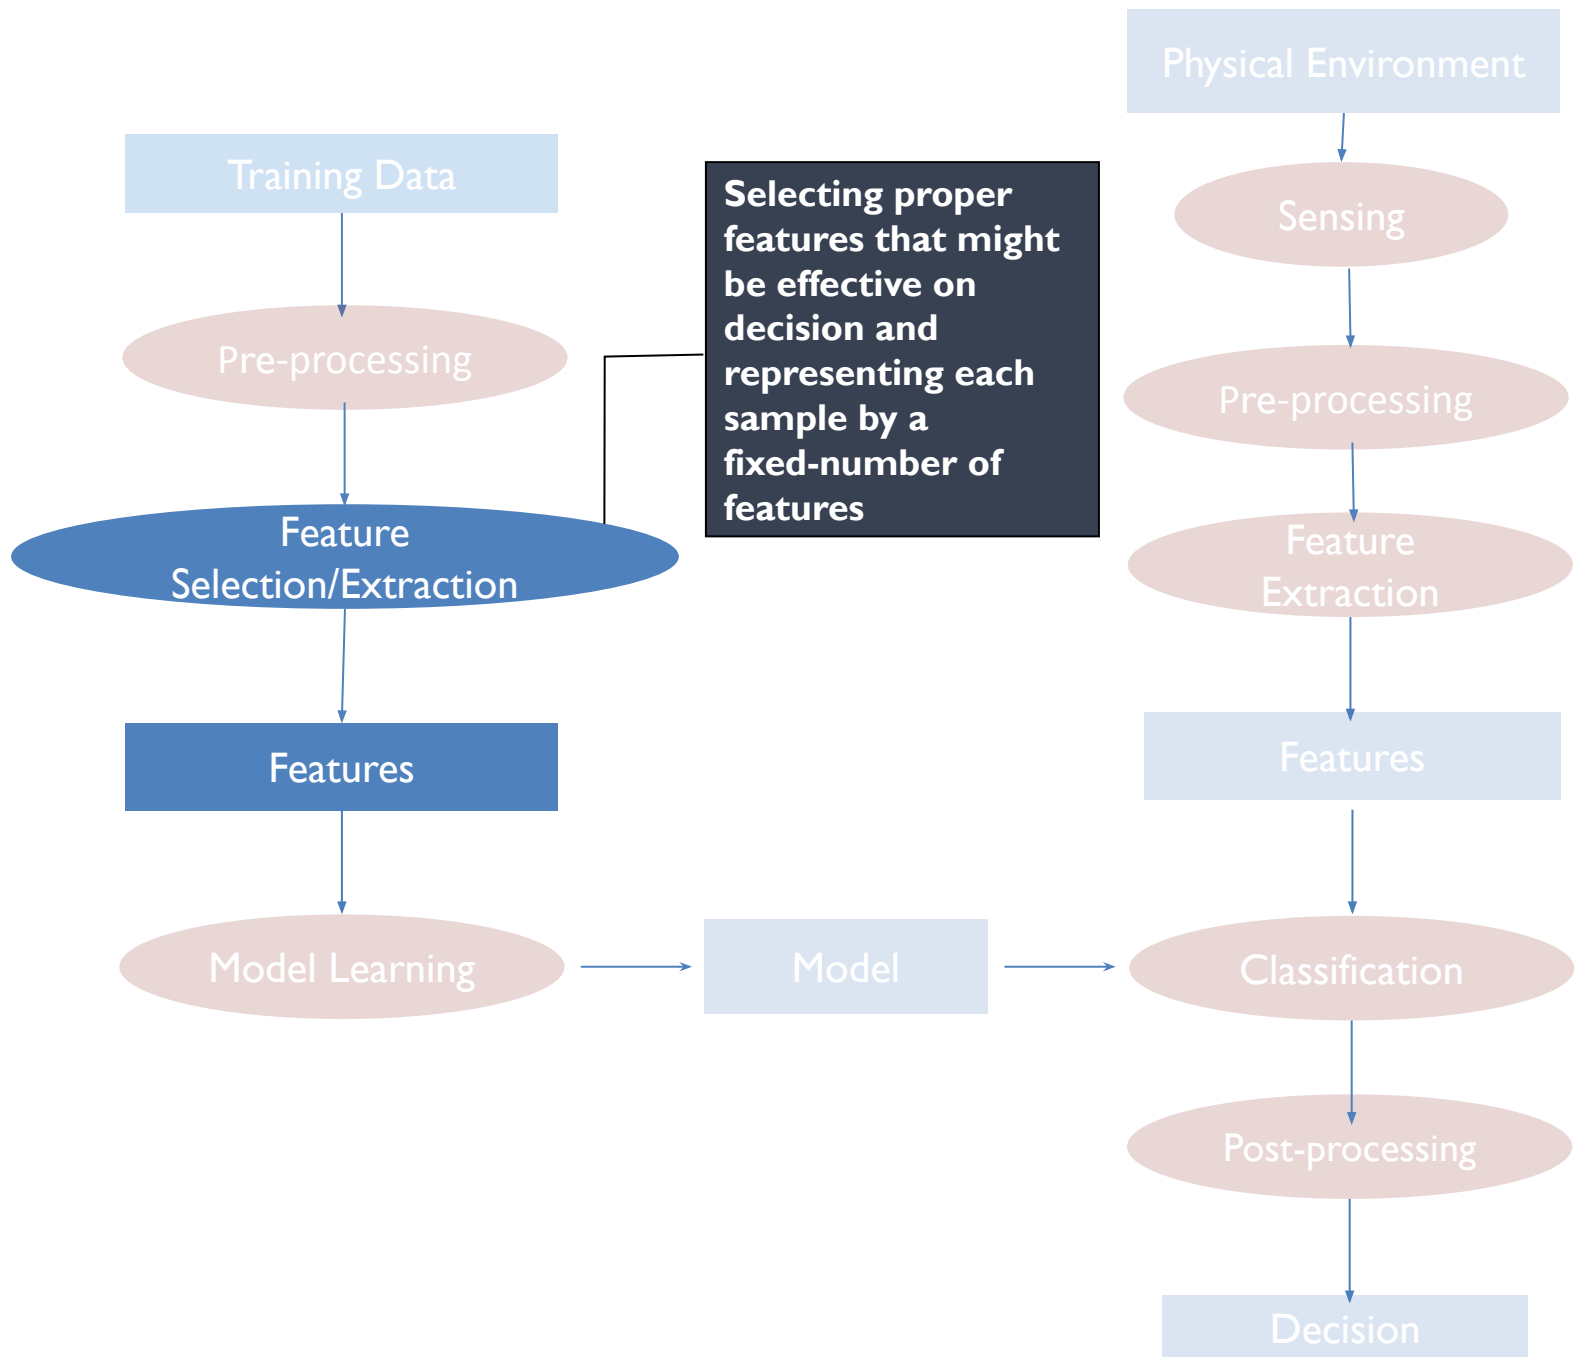 Training Data
Pre-processing
Feature
Selection/Extraction
Features
Model Learning
Selecting proper
features that might
be effective on
decision and
representing each
sample by a
fixed-number of
features
Model
Physical Environment
Sensing
Pre-processing
Feature
Extraction
Features
Classification
Post-processing
Decision